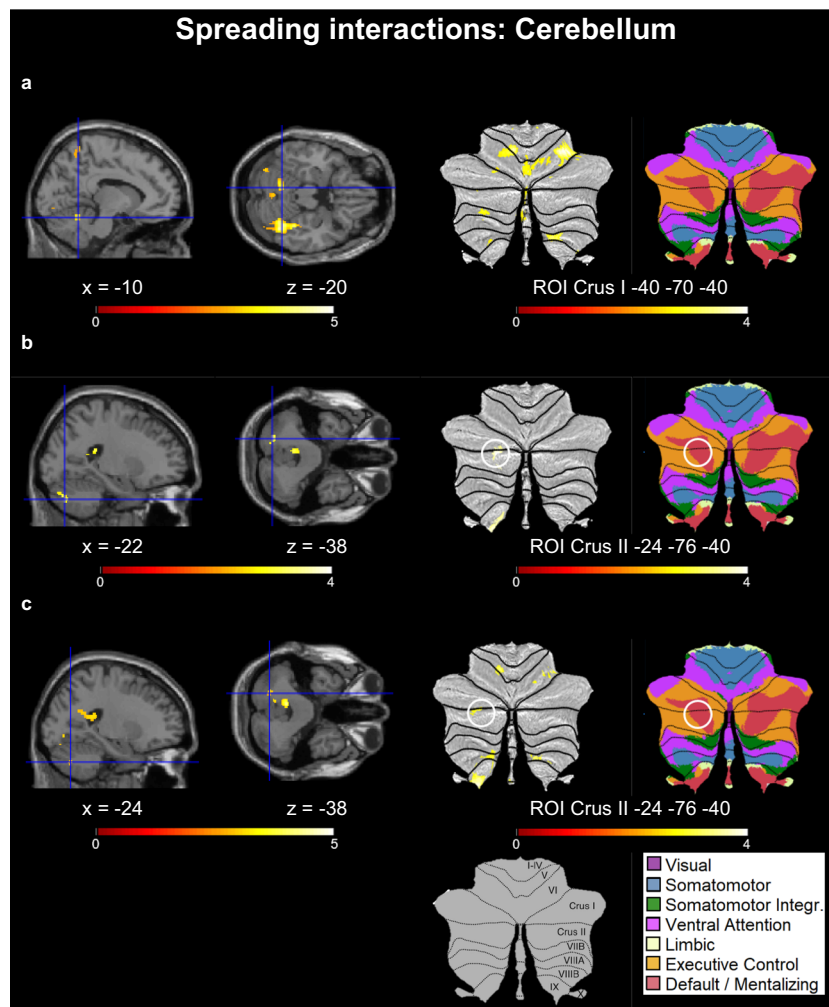 Spreading interactions: Cerebellum
a
x = -10
z = -20
ROI Crus I -40 -70 -40
0
5
0
4
b
x = -22
z = -38
ROI Crus II -24 -76 -40
0
4
0
4
c
x = -24
z = -38
ROI Crus II -24 -76 -40
0
5
0
4
I-IV
V
VI
Crus I
Crus II
VIIB
VIIIA
VIIIB
IX
X
Visual
Somatomotor
Somatomotor Integr.
Ventral Attention
Limbic
Executive Control
Default / Mentalizing